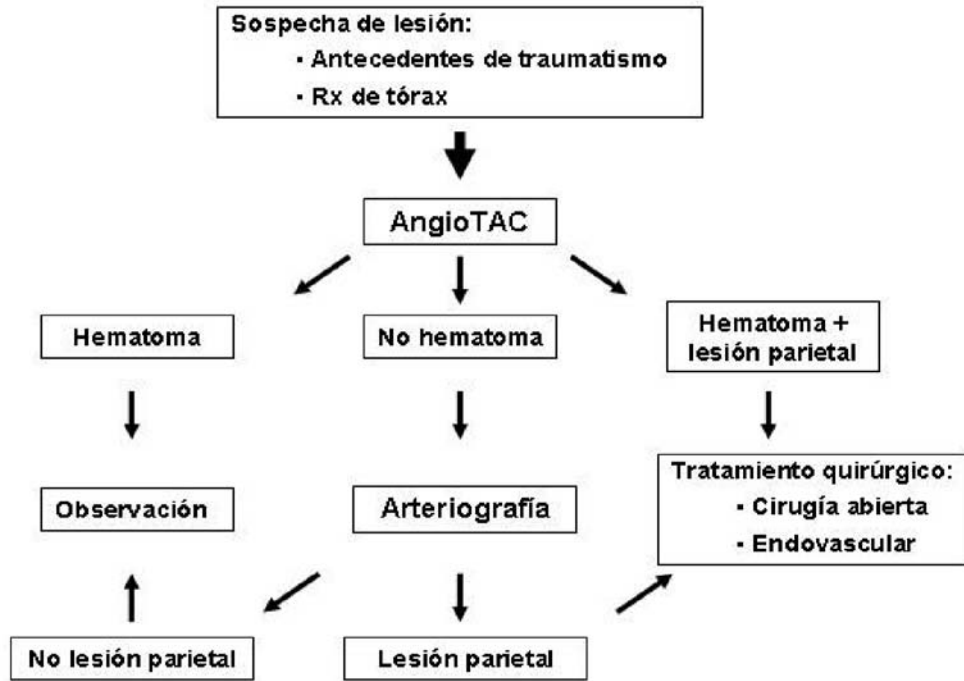 Sospecha de lesión:
- Antecedentes de traumatismo
- Rx de tórax
AngioTAC
Hematoma
No hematoma
Hematoma +
lesión parietal
Observación
Arteriografía
Tratamiento quirúrgico:
- Cirugía abierta
- Endovascular
No lesión parietal
Lesión parietal